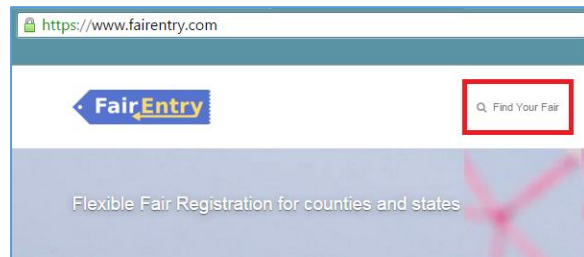 https://www.fairentry.com
FairEntry
Find Your Fair
Flexible Fair Registration for counties and states